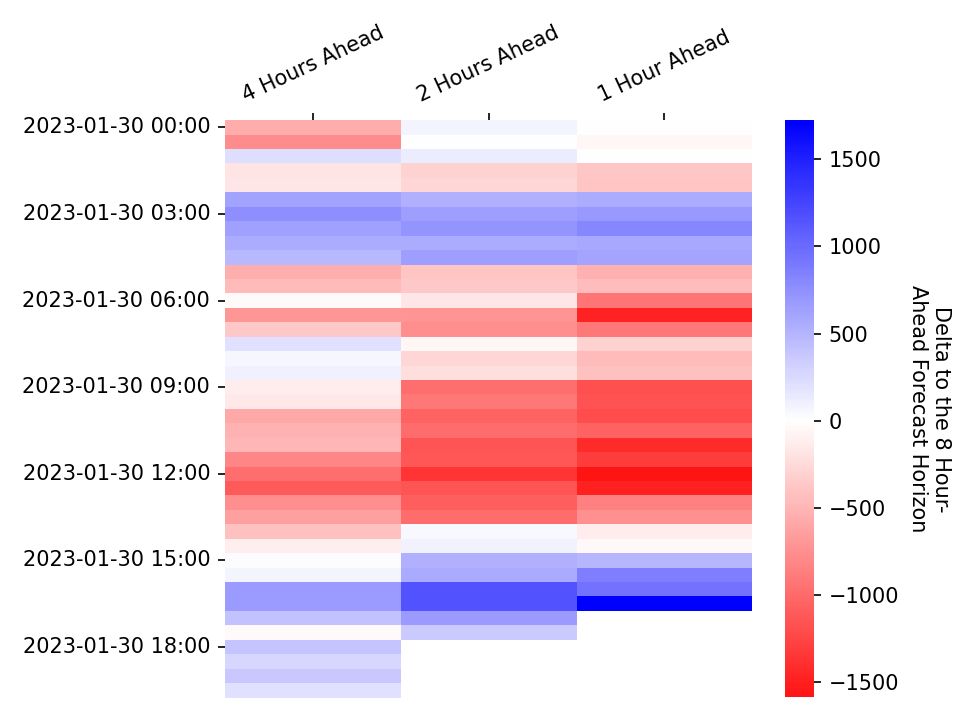 4 Hours Ahead
2 Hours Ahead
1 Hour Ahead
2023-01-30 00:00
2023-01-30 03:00
2023-01-30 06:00
2023-01-30 09:00
2023-01-30 12:00
2023-01-30 15:00
2023-01-30 18:00
1500
1000
500
0
−500
−1000
−1500
Delta to the 8 Hour-
Ahead Forecast Horizon